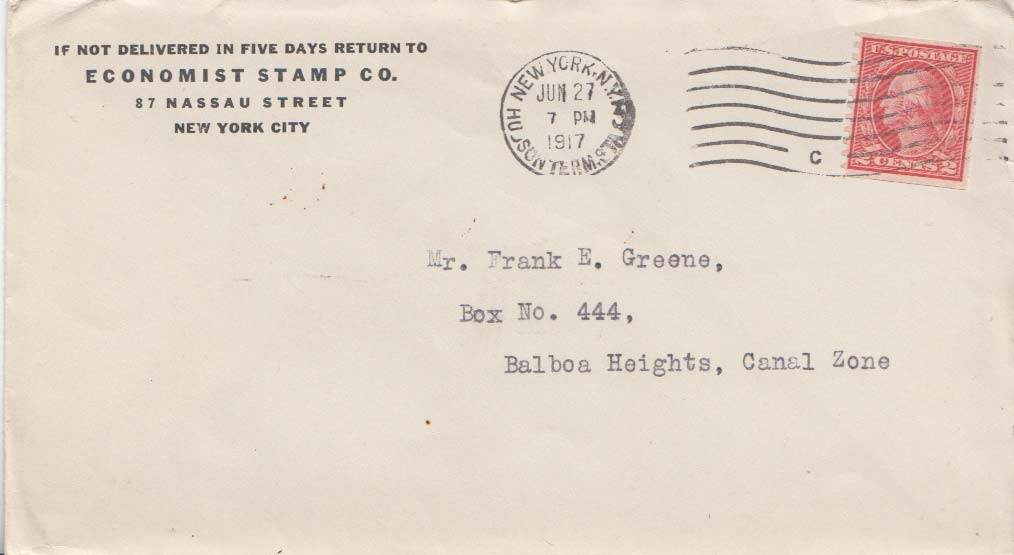 IF NOT DELIVERED IN FIVE DAYS RETURN TO
ECONOMIST STAMP CO.
87 NASSAU STREET
NEW YORK CITY
NEW YORK, N.Y.
JUN 27
7 PM
1917
HUDSON TERM. STA.
C
U.S. POSTAGE
2 CENTS 2
Mr. Frank E. Greene,
Box No. 444,
Balboa Heights, Canal Zone